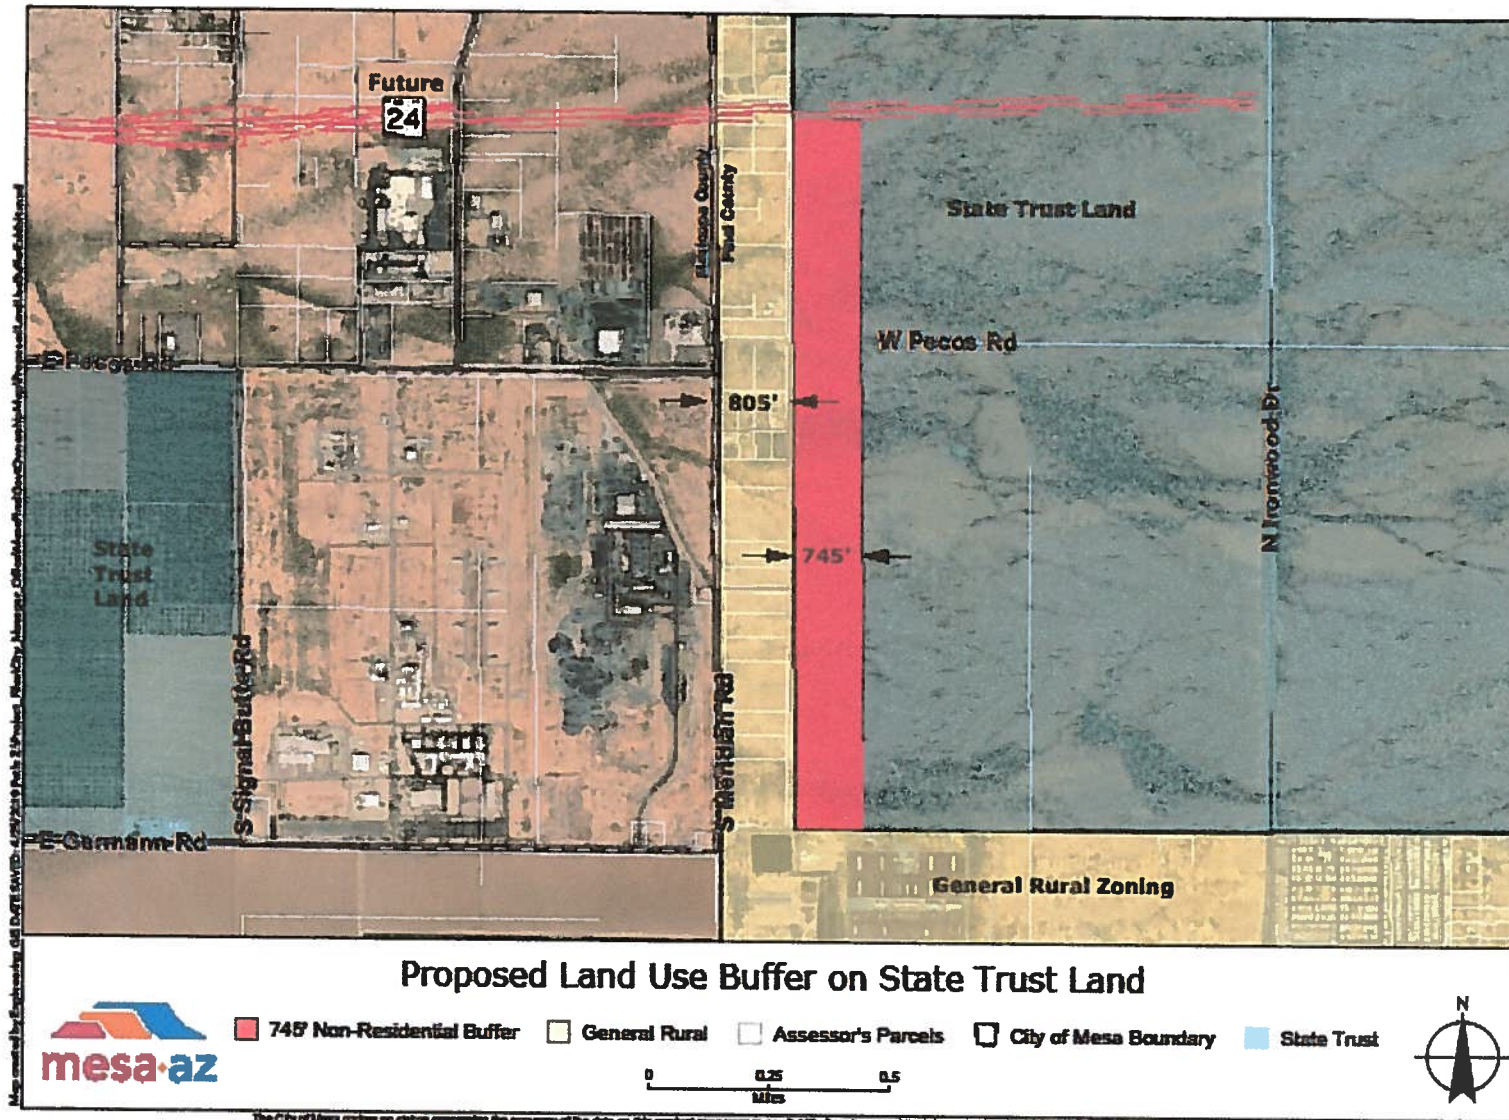 Future
24
Pinal County
State Trust Land
W Pecos Rd
E Pecos Rd
805'
N Ironwood Dr
745'
State
Trust
Land
S Signal Butte Rd
S Meridian Rd
E Germann Rd
General Rural Zoning
Proposed Land Use Buffer on State Trust Land
mesa·az
745' Non-Residential Buffer
General Rural
Assessor's Parcels
City of Mesa Boundary
State Trust
N
0 0.25 0.5
Miles